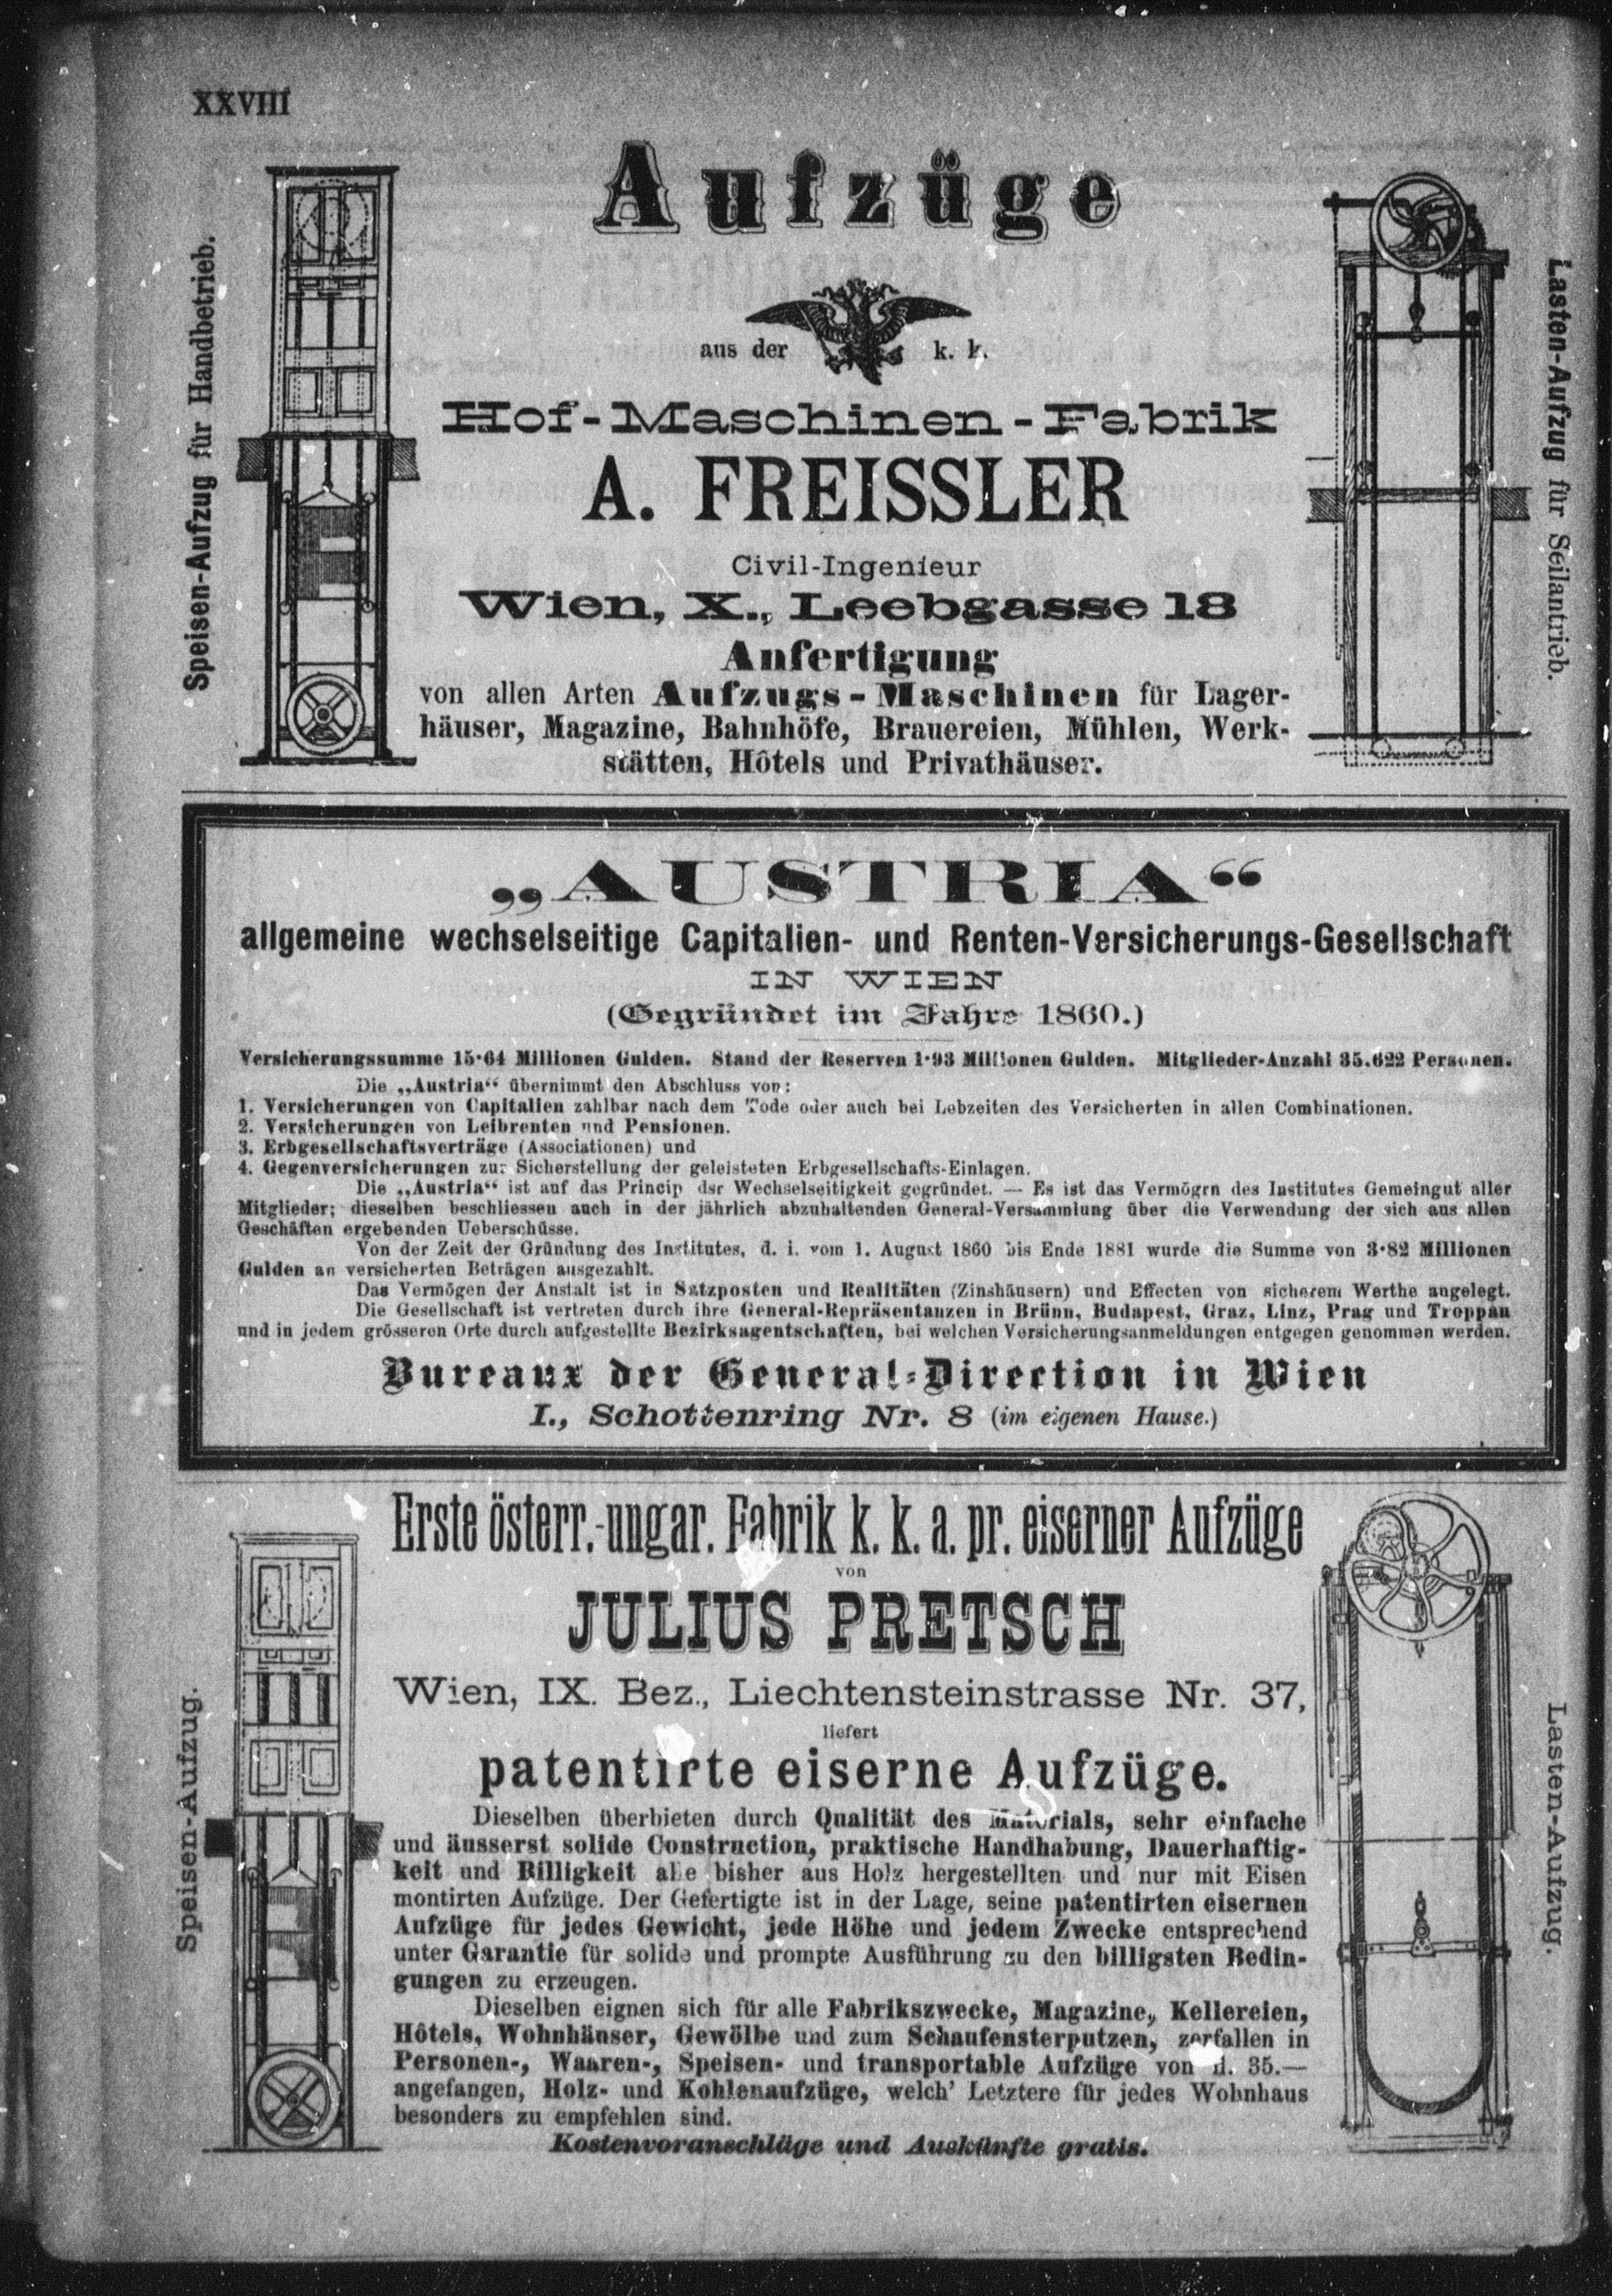 XXVIII
Aufzüge
aus der k. k.
Hof-Maschinen-Fabrik
A. FREISSLER
Civil-Ingenieur
Wien, X., Leebgasse 18
Anfertigung
von allen Arten Aufzugs-Maschinen für Lager-
häuser, Magazine, Bahnhöfe, Brauereien, Mühlen, Werk-
stätten, Hôtels und Privathäuser.
Speisen-Aufzug für Handbetrieb.
Lasten-Aufzug für Seilantrieb.
„AUSTRIA“
allgemeine wechselseitige Capitalien- und Renten-Versicherungs-Gesellschaft
IN WIEN
(Gegründet im Jahre 1860.)
Versicherungssumme 15·64 Millionen Gulden. Stand der Reserven 1·93 Millionen Gulden. Mitglieder-Anzahl 35.622 Personen.
Die „Austria“ übernimmt den Abschluss von:
1. Versicherungen von Capitalien zahlbar nach dem Tode oder auch bei Lebzeiten des Versicherten in allen Combinationen.
2. Versicherungen von Leibrenten und Pensionen.
3. Erbgesellschaftsverträge (Associationen) und
4. Gegenversicherungen zur Sicherstellung der geleisteten Erbgesellschafts-Einlagen.
Die „Austria“ ist auf das Princip der Wechselseitigkeit gegründet. — Es ist das Vermögen des Institutes Gemeingut aller
Mitglieder; dieselben beschliessen auch in der jährlich abzuhaltenden General-Versammlung über die Verwendung der sich aus allen
Geschäften ergebenden Ueberschüsse.
Von der Zeit der Gründung des Institutes, d. i. vom 1. August 1860 bis Ende 1881 wurde die Summe von 3·82 Millionen
Gulden an versicherten Beträgen ausgezahlt.
Das Vermögen der Anstalt ist in Satzposten und Realitäten (Zinshäusern) und Effecten von sicherem Werthe angelegt.
Die Gesellschaft ist vertreten durch ihre General-Repräsentanzen in Brünn, Budapest, Graz, Linz, Prag und Troppau
und in jedem grösseren Orte durch aufgestellte Bezirksagentschaften, bei welchen Versicherungsanmeldungen entgegen genommen werden.
Bureaux der General-Direction in Wien
I., Schottenring Nr. 8 (im eigenen Hause.)
Erste österr.-ungar. Fabrik k. k. a. pr. eiserner Aufzüge
von
JULIUS PRETSCH
Wien, IX. Bez., Liechtensteinstrasse Nr. 37,
liefert
patentirte eiserne Aufzüge.
Dieselben überbieten durch Qualität des Materials, sehr einfache
und äusserst solide Construction, praktische Handhabung, Dauerhaftig-
keit und Billigkeit alle bisher aus Holz hergestellten und nur mit Eisen
montirten Aufzüge. Der Gefertigte ist in der Lage, seine patentirten eisernen
Aufzüge für jedes Gewicht, jede Höhe und jedem Zwecke entsprechend
unter Garantie für solide und prompte Ausführung zu den billigsten Bedin-
gungen zu erzeugen.
Dieselben eignen sich für alle Fabrikszwecke, Magazine, Kellereien,
Hôtels, Wohnhäuser, Gewölbe und zum Schaufensterputzen, zerfallen in
Personen-, Waaren-, Speisen- und transportable Aufzüge von fl. 35.—
angefangen, Holz- und Kohlenaufzüge, welch' Letztere für jedes Wohnhaus
besonders zu empfehlen sind.
Kostenvoranschläge und Auskünfte gratis.
Speisen-Aufzug.
Lasten-Aufzug.